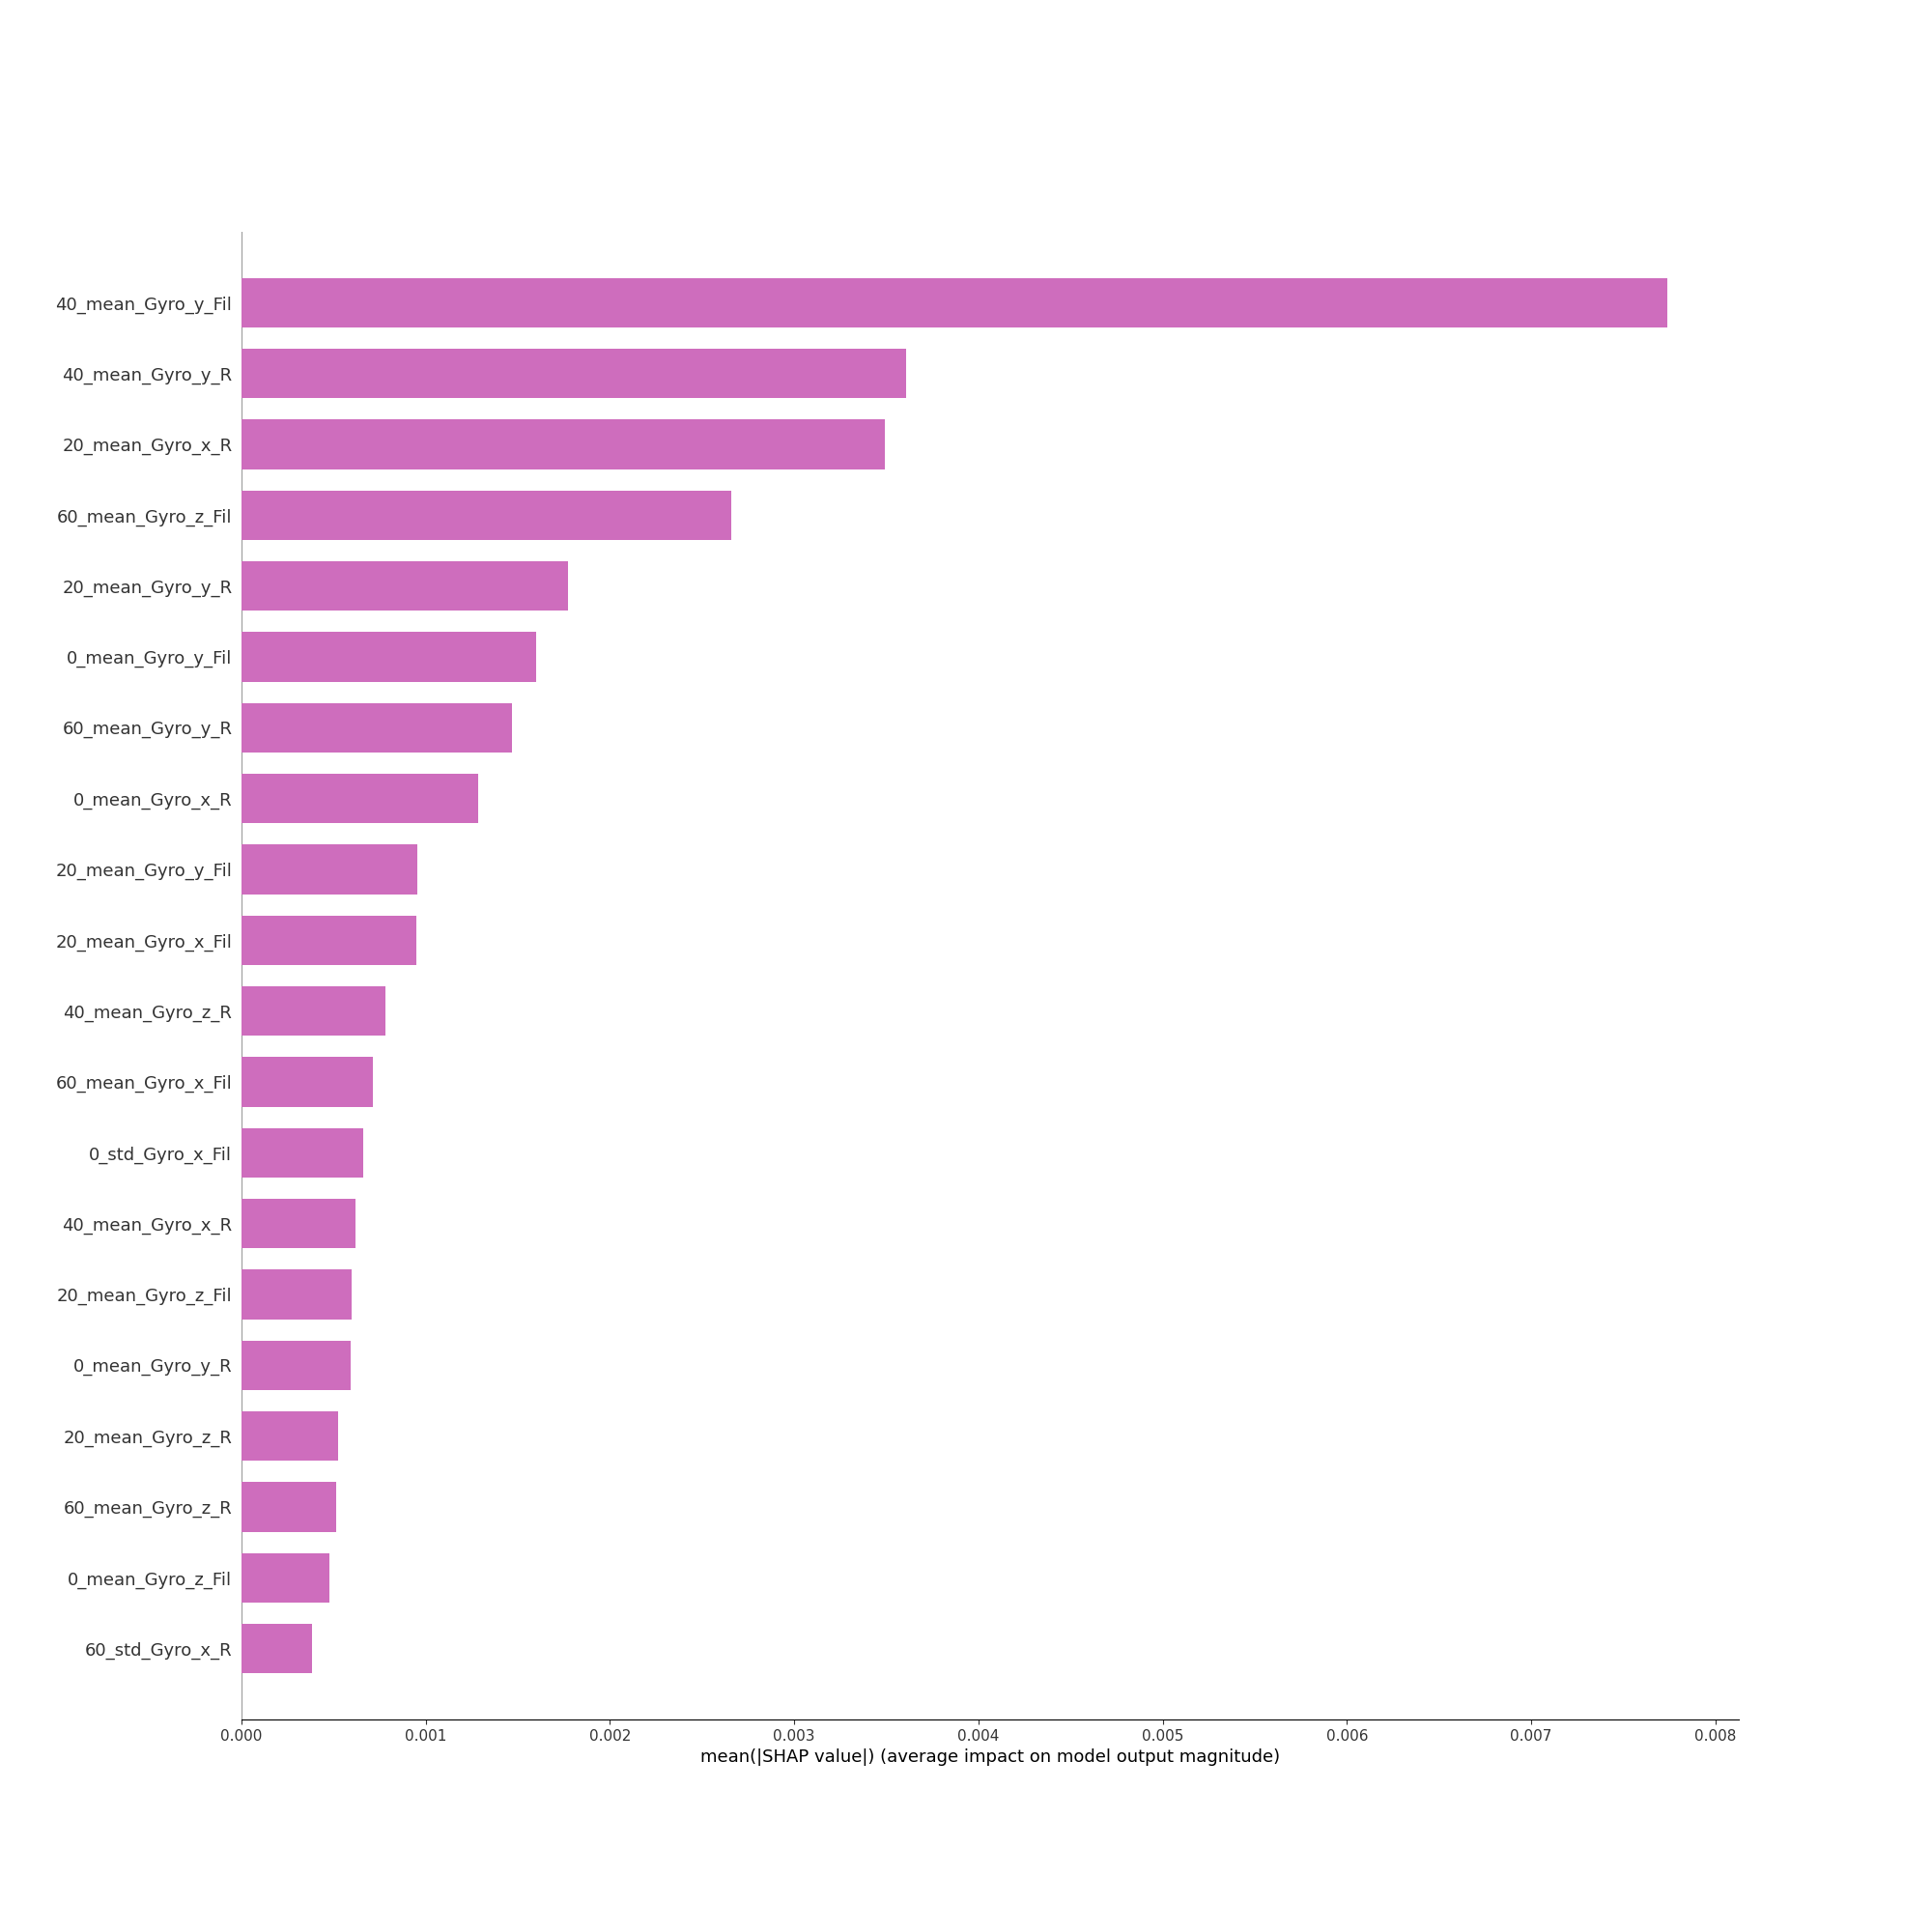 40_mean_Gyro_y_Fil
40_mean_Gyro_y_R
20_mean_Gyro_x_R
60_mean_Gyro_z_Fil
20_mean_Gyro_y_R
0_mean_Gyro_y_Fil
60_mean_Gyro_y_R
0_mean_Gyro_x_R
20_mean_Gyro_y_Fil
20_mean_Gyro_x_Fil
40_mean_Gyro_z_R
60_mean_Gyro_x_Fil
0_std_Gyro_x_Fil
40_mean_Gyro_x_R
20_mean_Gyro_z_Fil
0_mean_Gyro_y_R
20_mean_Gyro_z_R
60_mean_Gyro_z_R
0_mean_Gyro_z_Fil
60_std_Gyro_x_R
0.000 0.001 0.002 0.003 0.004 0.005 0.006 0.007 0.008
mean(|SHAP value|) (average impact on model output magnitude)